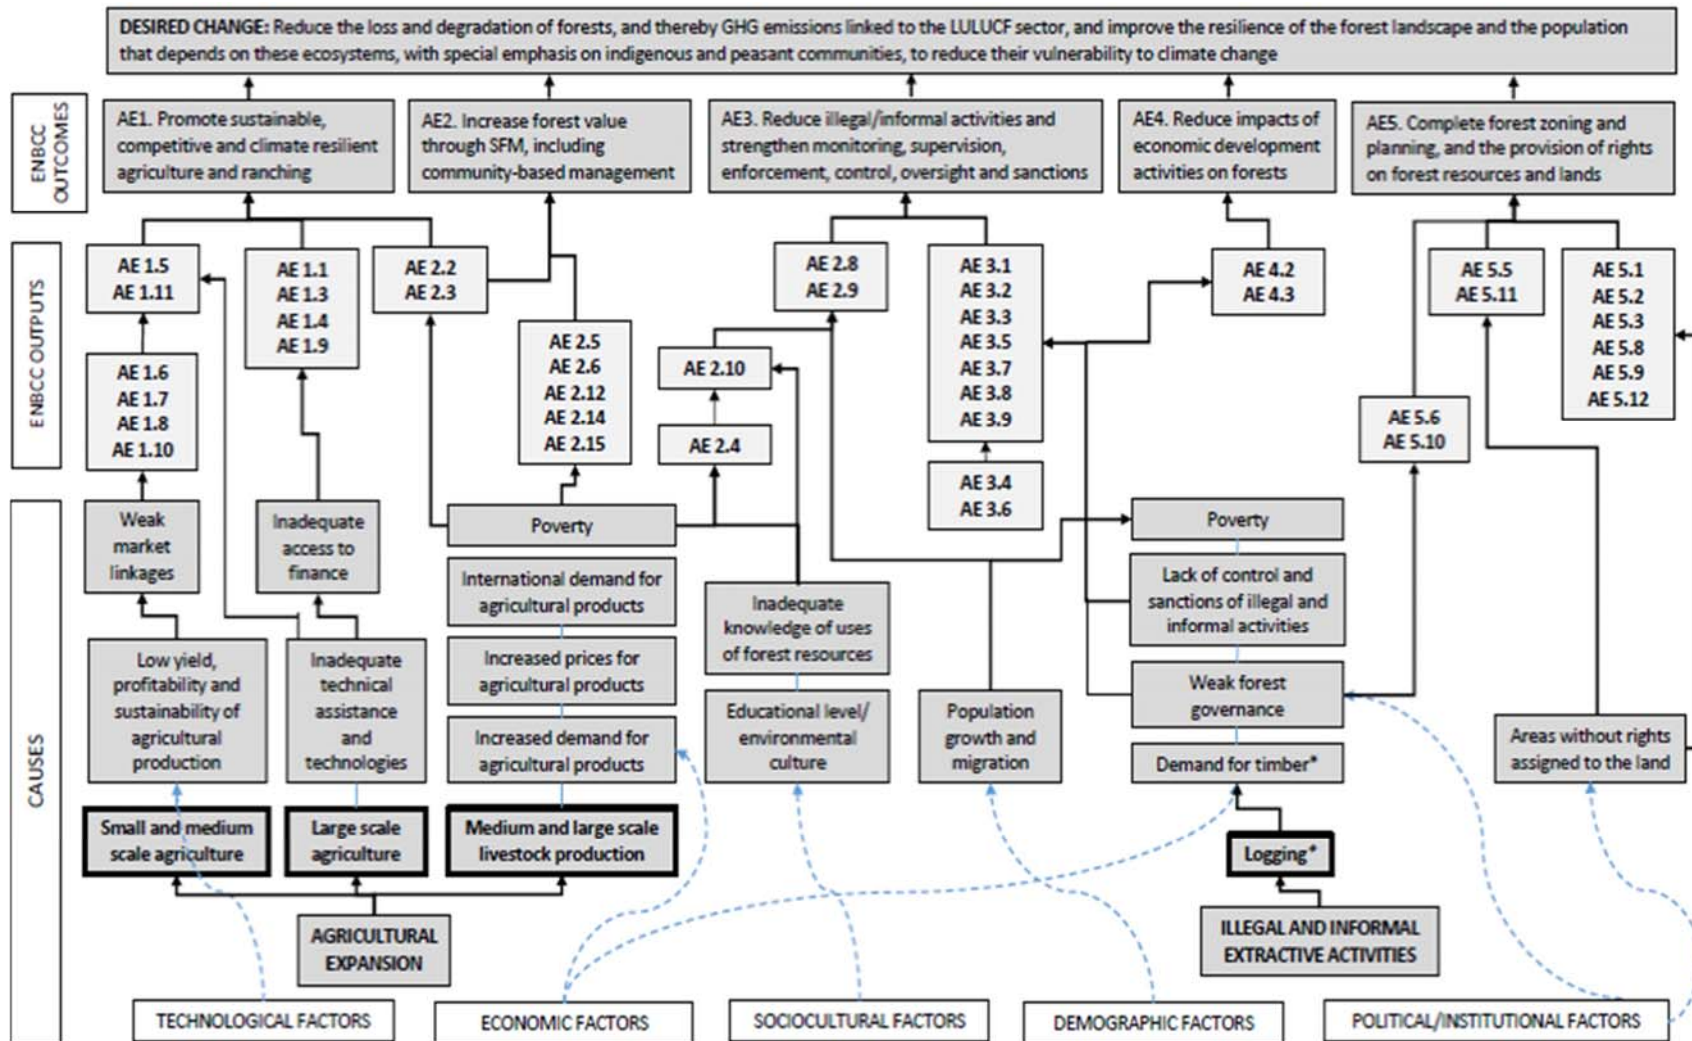 DESIRED CHANGE: Reduce the loss and degradation of forests, and thereby GHG emissions linked to the LULUCF sector, and improve the resilience of the forest landscape and the population
that depends on these ecosystems, with special emphasis on indigenous and peasant communities, to reduce their vulnerability to climate change
ENBCC
OUTCOMES
AE1. Promote sustainable,
competitive and climate resilient
agriculture and ranching
AE2. Increase forest value
through SFM, including
community-based management
AE3. Reduce illegal/informal activities and
strengthen monitoring, supervision,
enforcement, control, oversight and sanctions
AE4. Reduce impacts of
economic development
activities on forests
AE5. Complete forest zoning and
planning, and the provision of rights
on forest resources and lands
ENBCC OUTPUTS
AE 1.5
AE 1.11
AE 1.1
AE 1.3
AE 1.4
AE 1.9
AE 2.2
AE 2.3
AE 2.8
AE 2.9
AE 3.1
AE 3.2
AE 3.3
AE 3.5
AE 3.7
AE 3.8
AE 3.9
AE 4.2
AE 4.3
AE 5.5
AE 5.11
AE 5.1
AE 5.2
AE 5.3
AE 5.8
AE 5.9
AE 5.12
AE 1.6
AE 1.7
AE 1.8
AE 1.10
AE 2.5
AE 2.6
AE 2.12
AE 2.14
AE 2.15
AE 2.10
AE 2.4
AE 5.6
AE 5.10
AE 3.4
AE 3.6
CAUSES
Weak
market
linkages
Inadequate
access to
finance
Poverty
International demand for
agricultural products
Increased prices for
agricultural products
Increased demand for
agricultural products
Inadequate
knowledge of uses
of forest resources
Educational level/
environmental
culture
Population
growth and
migration
Poverty
Lack of control and
sanctions of illegal and
informal activities
Weak forest
governance
Demand for timber*
Areas without rights
assigned to the land
Low yield,
profitability and
sustainability of
agricultural
production
Inadequate
technical
assistance
and
technologies
Small and medium
scale agriculture
Large scale
agriculture
Medium and large scale
livestock production
Logging*
AGRICULTURAL
EXPANSION
ILLEGAL AND INFORMAL
EXTRACTIVE ACTIVITIES
TECHNOLOGICAL FACTORS
ECONOMIC FACTORS
SOCIOCULTURAL FACTORS
DEMOGRAPHIC FACTORS
POLITICAL/INSTITUTIONAL FACTORS